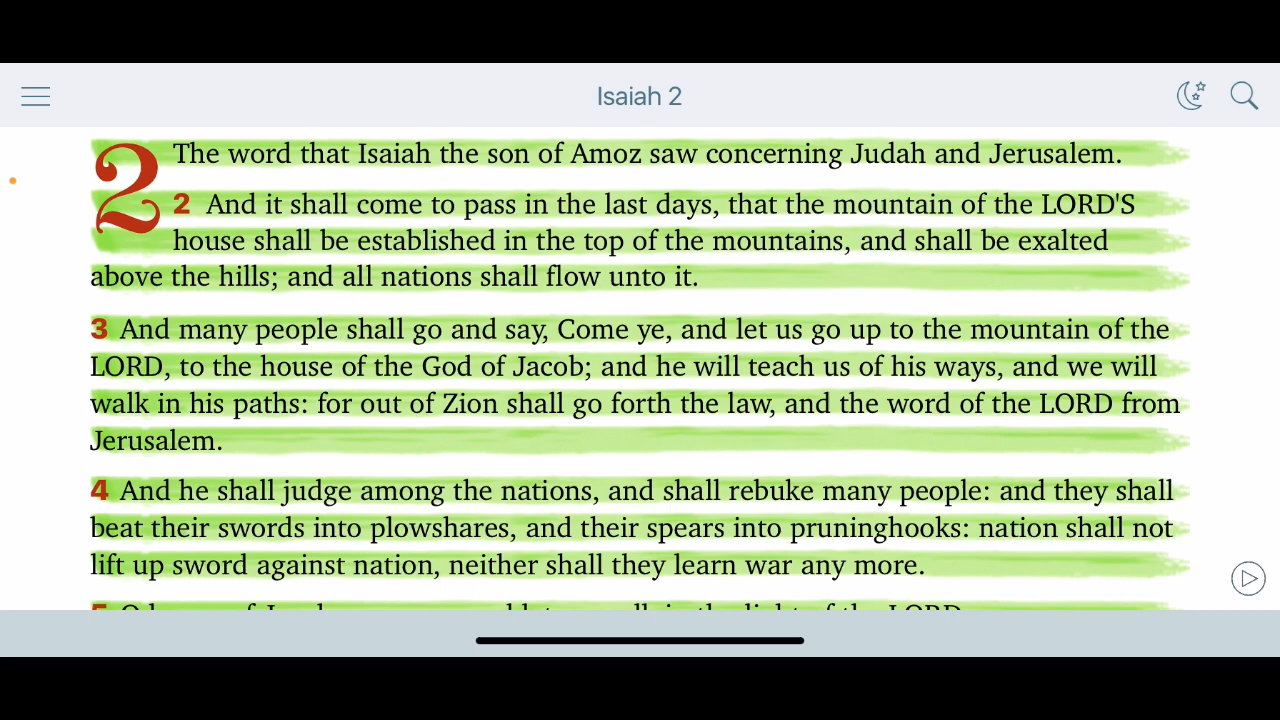 Isaiah 2
2 The word that Isaiah the son of Amoz saw concerning Judah and Jerusalem.
2 And it shall come to pass in the last days, that the mountain of the LORD'S
house shall be established in the top of the mountains, and shall be exalted
above the hills; and all nations shall flow unto it.
3 And many people shall go and say, Come ye, and let us go up to the mountain of the
LORD, to the house of the God of Jacob; and he will teach us of his ways, and we will
walk in his paths: for out of Zion shall go forth the law, and the word of the LORD from
Jerusalem.
4 And he shall judge among the nations, and shall rebuke many people: and they shall
beat their swords into plowshares, and their spears into pruninghooks: nation shall not
lift up sword against nation, neither shall they learn war any more.